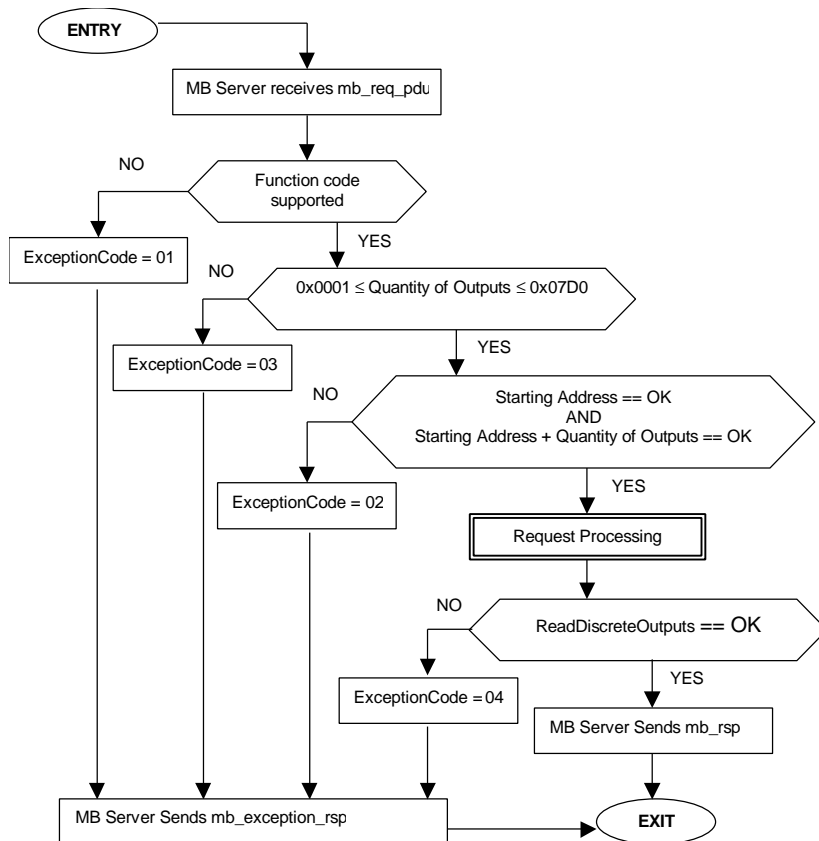 ENTRY
MB Server receives mb_req_pdu
NO
Function code
supported
YES
ExceptionCode = 01
NO
0x0001 ≤ Quantity of Outputs ≤ 0x07D0
YES
ExceptionCode = 03
NO
Starting Address == OK
AND
Starting Address + Quantity of Outputs == OK
YES
ExceptionCode = 02
Request Processing
NO
ReadDiscreteOutputs == OK
YES
ExceptionCode = 04
MB Server Sends mb_rsp
MB Server Sends mb_exception_rsp
EXIT